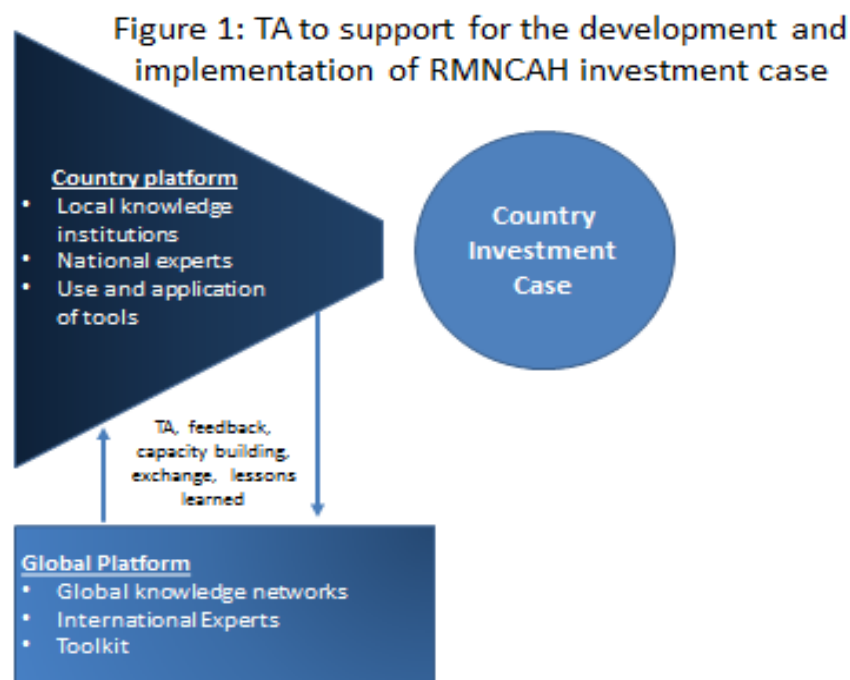 Figure 1: TA to support for the development and
implementation of RMNCAH investment case
Country platform
• Local knowledge
institutions
• National experts
• Use and application
of tools
Country
Investment
Case
TA, feedback,
capacity building,
exchange, lessons
learned
Global Platform
• Global knowledge networks
• International Experts
• Toolkit